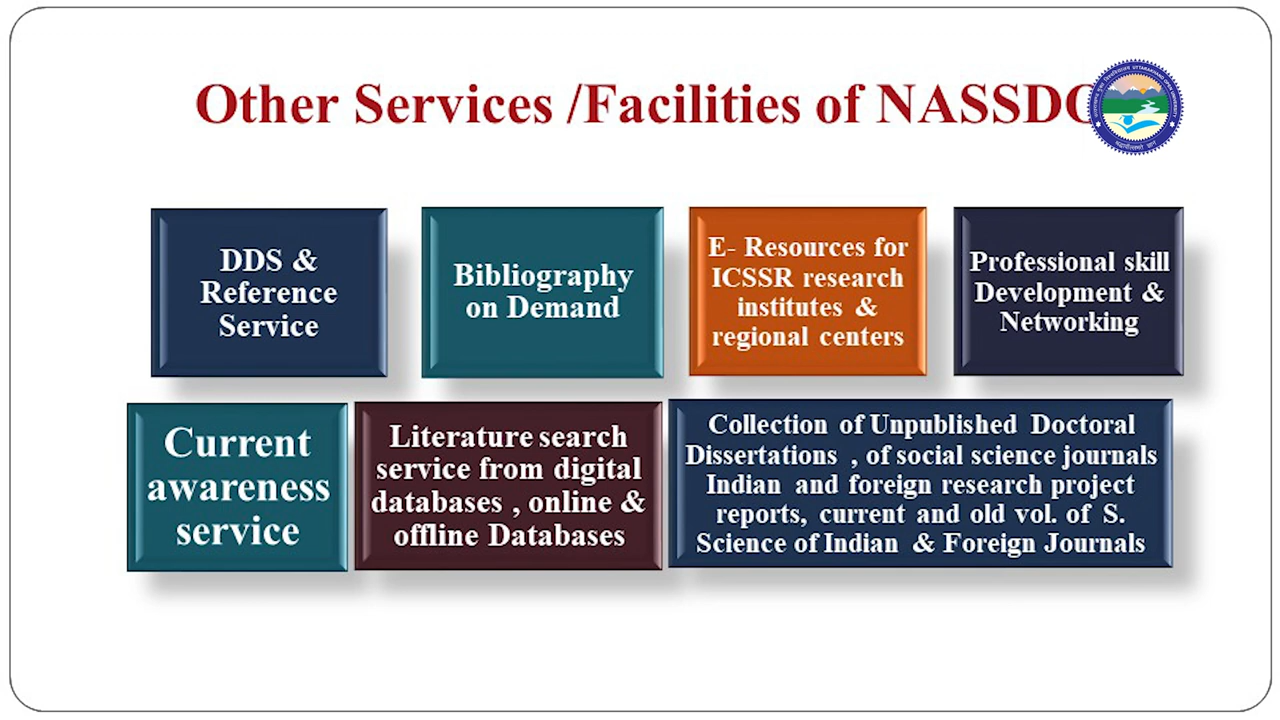 Other Services /Facilities of NASSDOC
DDS &
Reference
Service
Bibliography
on Demand
E- Resources for
ICSSR research
institutes &
regional centers
Professional skill
Development &
Networking
Current
awareness
service
Literature search
service from digital
databases , online &
offline Databases
Collection of Unpublished Doctoral
Dissertations , of social science journals
Indian and foreign research project
reports, current and old vol. of S.
Science of Indian & Foreign Journals